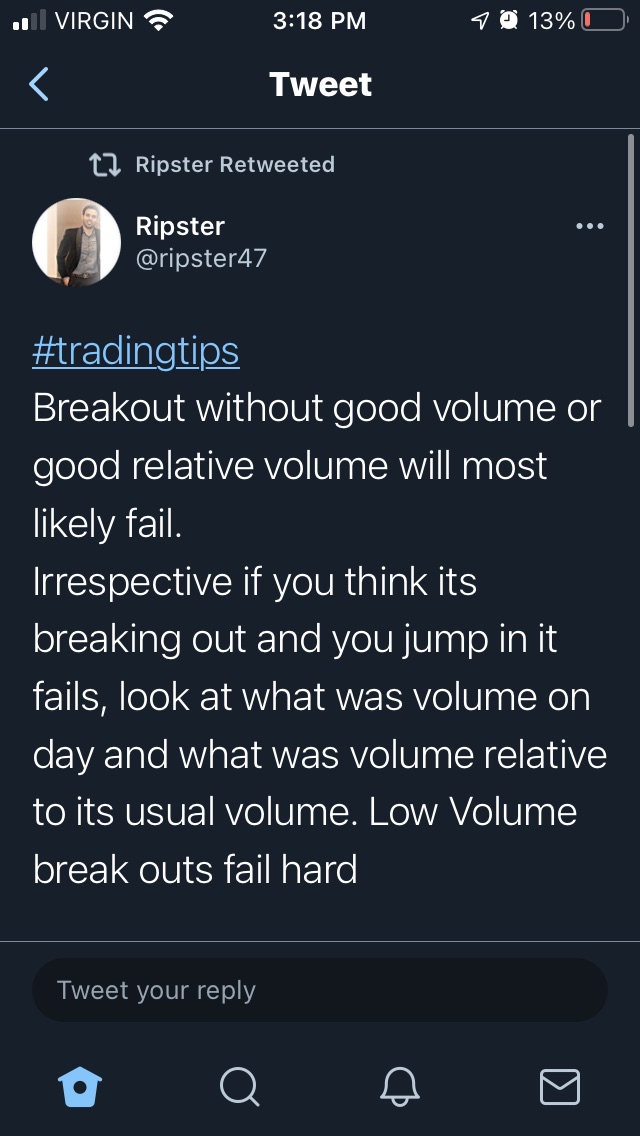 VIRGIN 3:18 PM 13%
Tweet
Ripster Retweeted
Ripster
@ripster47
#tradingtips
Breakout without good volume or
good relative volume will most
likely fail.
Irrespective if you think its
breaking out and you jump in it
fails, look at what was volume on
day and what was volume relative
to its usual volume. Low Volume
break outs fail hard
Tweet your reply